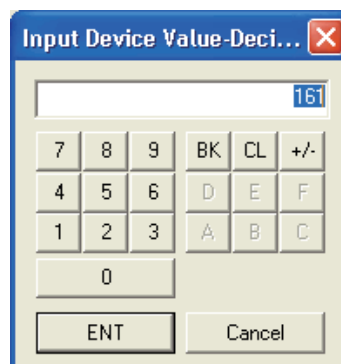 Input Device Value-Deci...
161
7 8 9 BK CL +/-
4 5 6 D E F
1 2 3 A B C
0
ENT Cancel